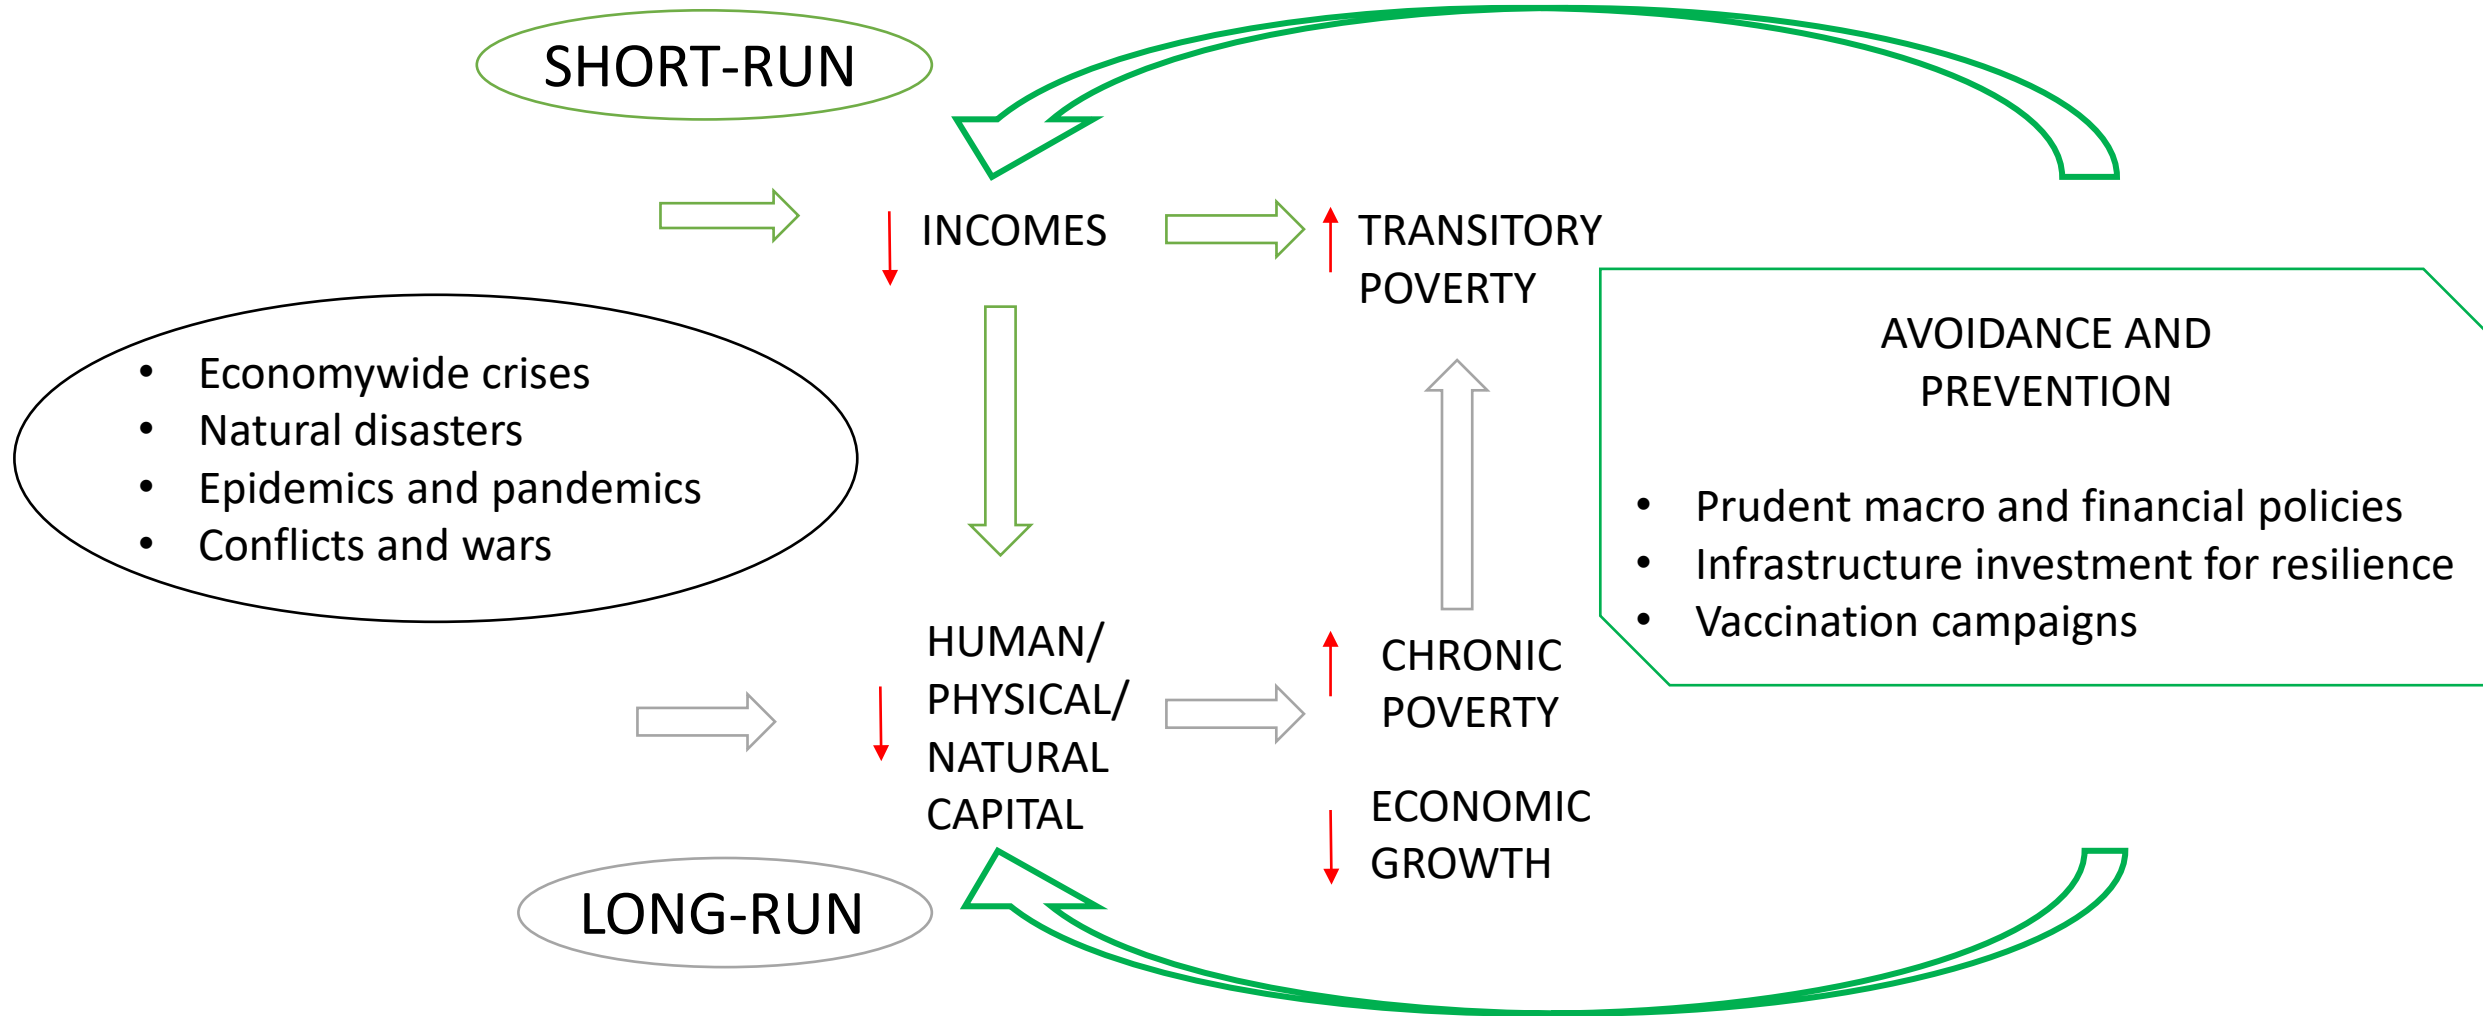 SHORT-RUN
INCOMES
TRANSITORY
POVERTY
• Economywide crises
• Natural disasters
• Epidemics and pandemics
• Conflicts and wars
AVOIDANCE AND
PREVENTION
• Prudent macro and financial policies
• Infrastructure investment for resilience
• Vaccination campaigns
HUMAN/
PHYSICAL/
NATURAL
CAPITAL
CHRONIC
POVERTY
ECONOMIC
GROWTH
LONG-RUN